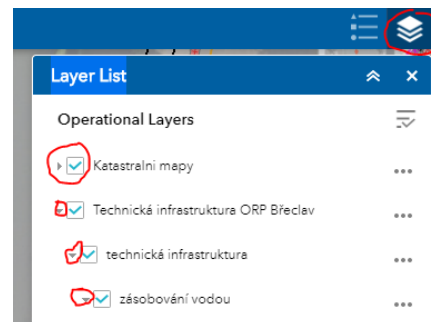 Layer List
Operational Layers
Katastralni mapy
Technická infrastruktura ORP Břeclav
technická infrastruktura
zásobování vodou